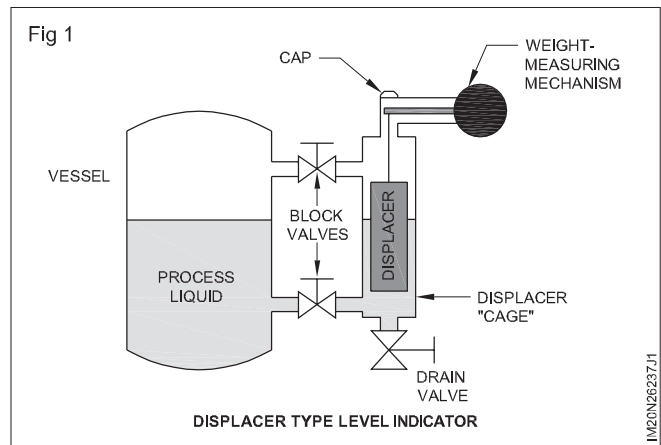 Fig 1
CAP
WEIGHT-
MEASURING
MECHANISM
VESSEL
BLOCK
VALVES
DISPLACER
PROCESS
LIQUID
DISPLACER
"CAGE"
DRAIN
VALVE
DISPLACER TYPE LEVEL INDICATOR
IM20N26237J1